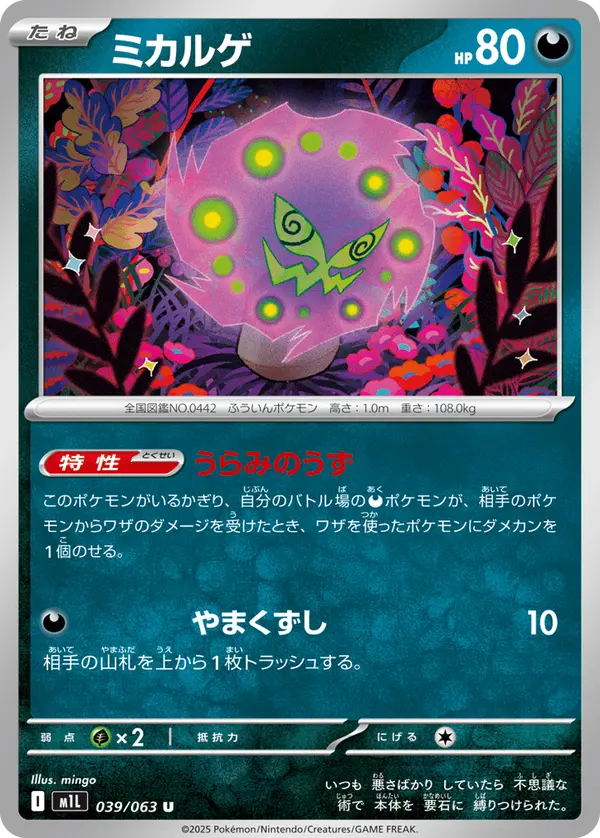 たね ミカルゲ HP80
全国図鑑NO.0442 ふういんポケモン 高さ:1.0m 重さ:108.0kg
特性 とくせい うらみのうず
このポケモンがいるかぎり、自分のバトル場のポケモンが、相手のポケ
モンからワザのダメージを受けたとき、ワザを使ったポケモンにダメカンを
1個のせる。
やまくずし 10
相手の山札を上から1枚トラッシュする。
弱点 ×2 抵抗力 にげる
Illus. mingo
I M1L 039/063 U
いつも 悪さばかり していたら 不思議な
術で 本体を 要石に 縛りつけられた。
©2025 Pokémon/Nintendo/Creatures/GAME FREAK.